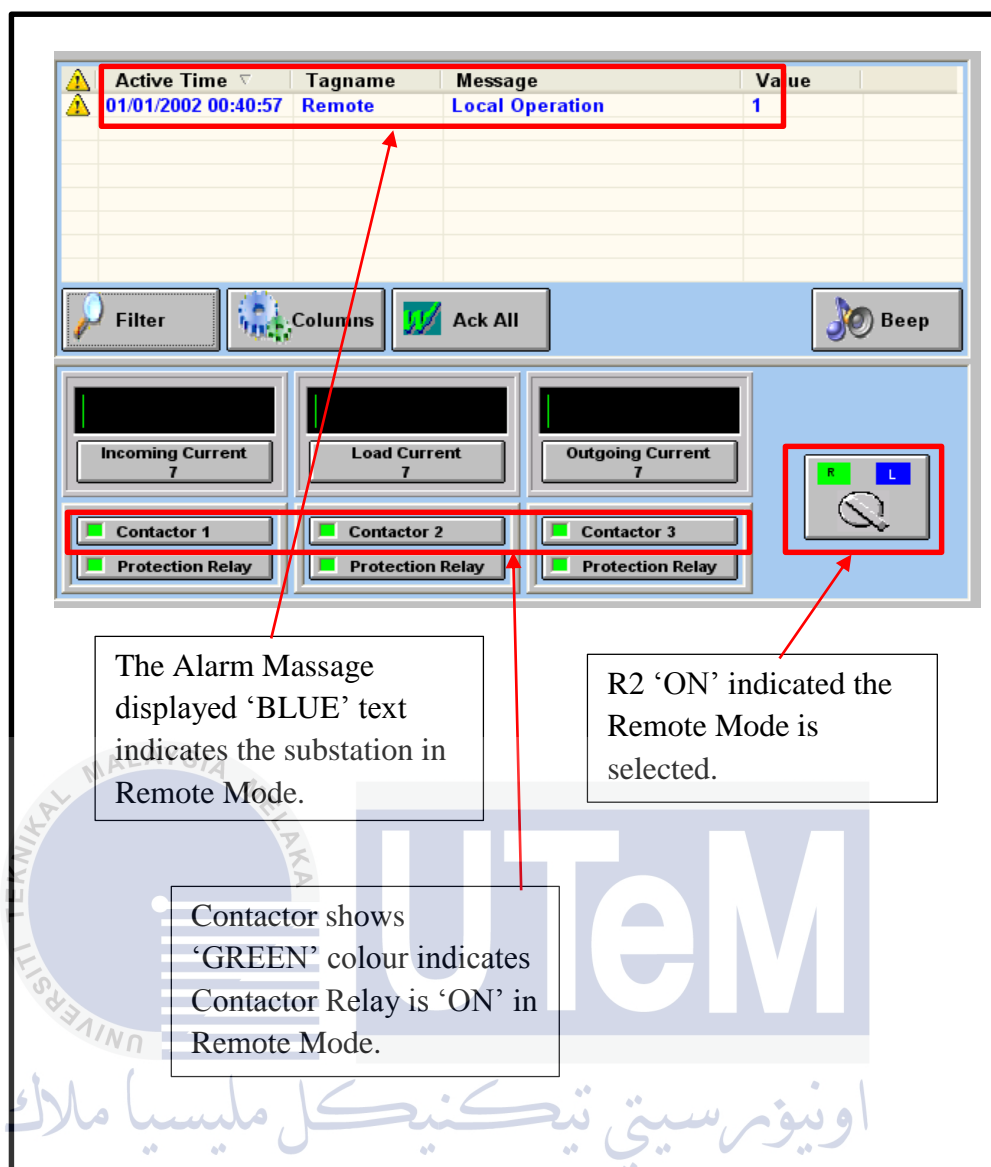 Active Time Tagname Message Value
01/01/2002 00:40:57 Remote Local Operation 1
Filter Columns Ack All Beep
Incoming Current
7
Load Current
7
Outgoing Current
7
R L
Contactor 1 Contactor 2 Contactor 3
Protection Relay Protection Relay Protection Relay
The Alarm Massage
displayed ‘BLUE’ text
indicates the substation in
Remote Mode.
R2 ‘ON’ indicated the
Remote Mode is
selected.
Contactor shows
‘GREEN’ colour indicates
Contactor Relay is ‘ON’ in
Remote Mode.
UNIVERSITI TEKNIKAL MALAYSIA MELAKA
UTeM
اونيۏرسيتي تيكنيكل مليسيا ملاك